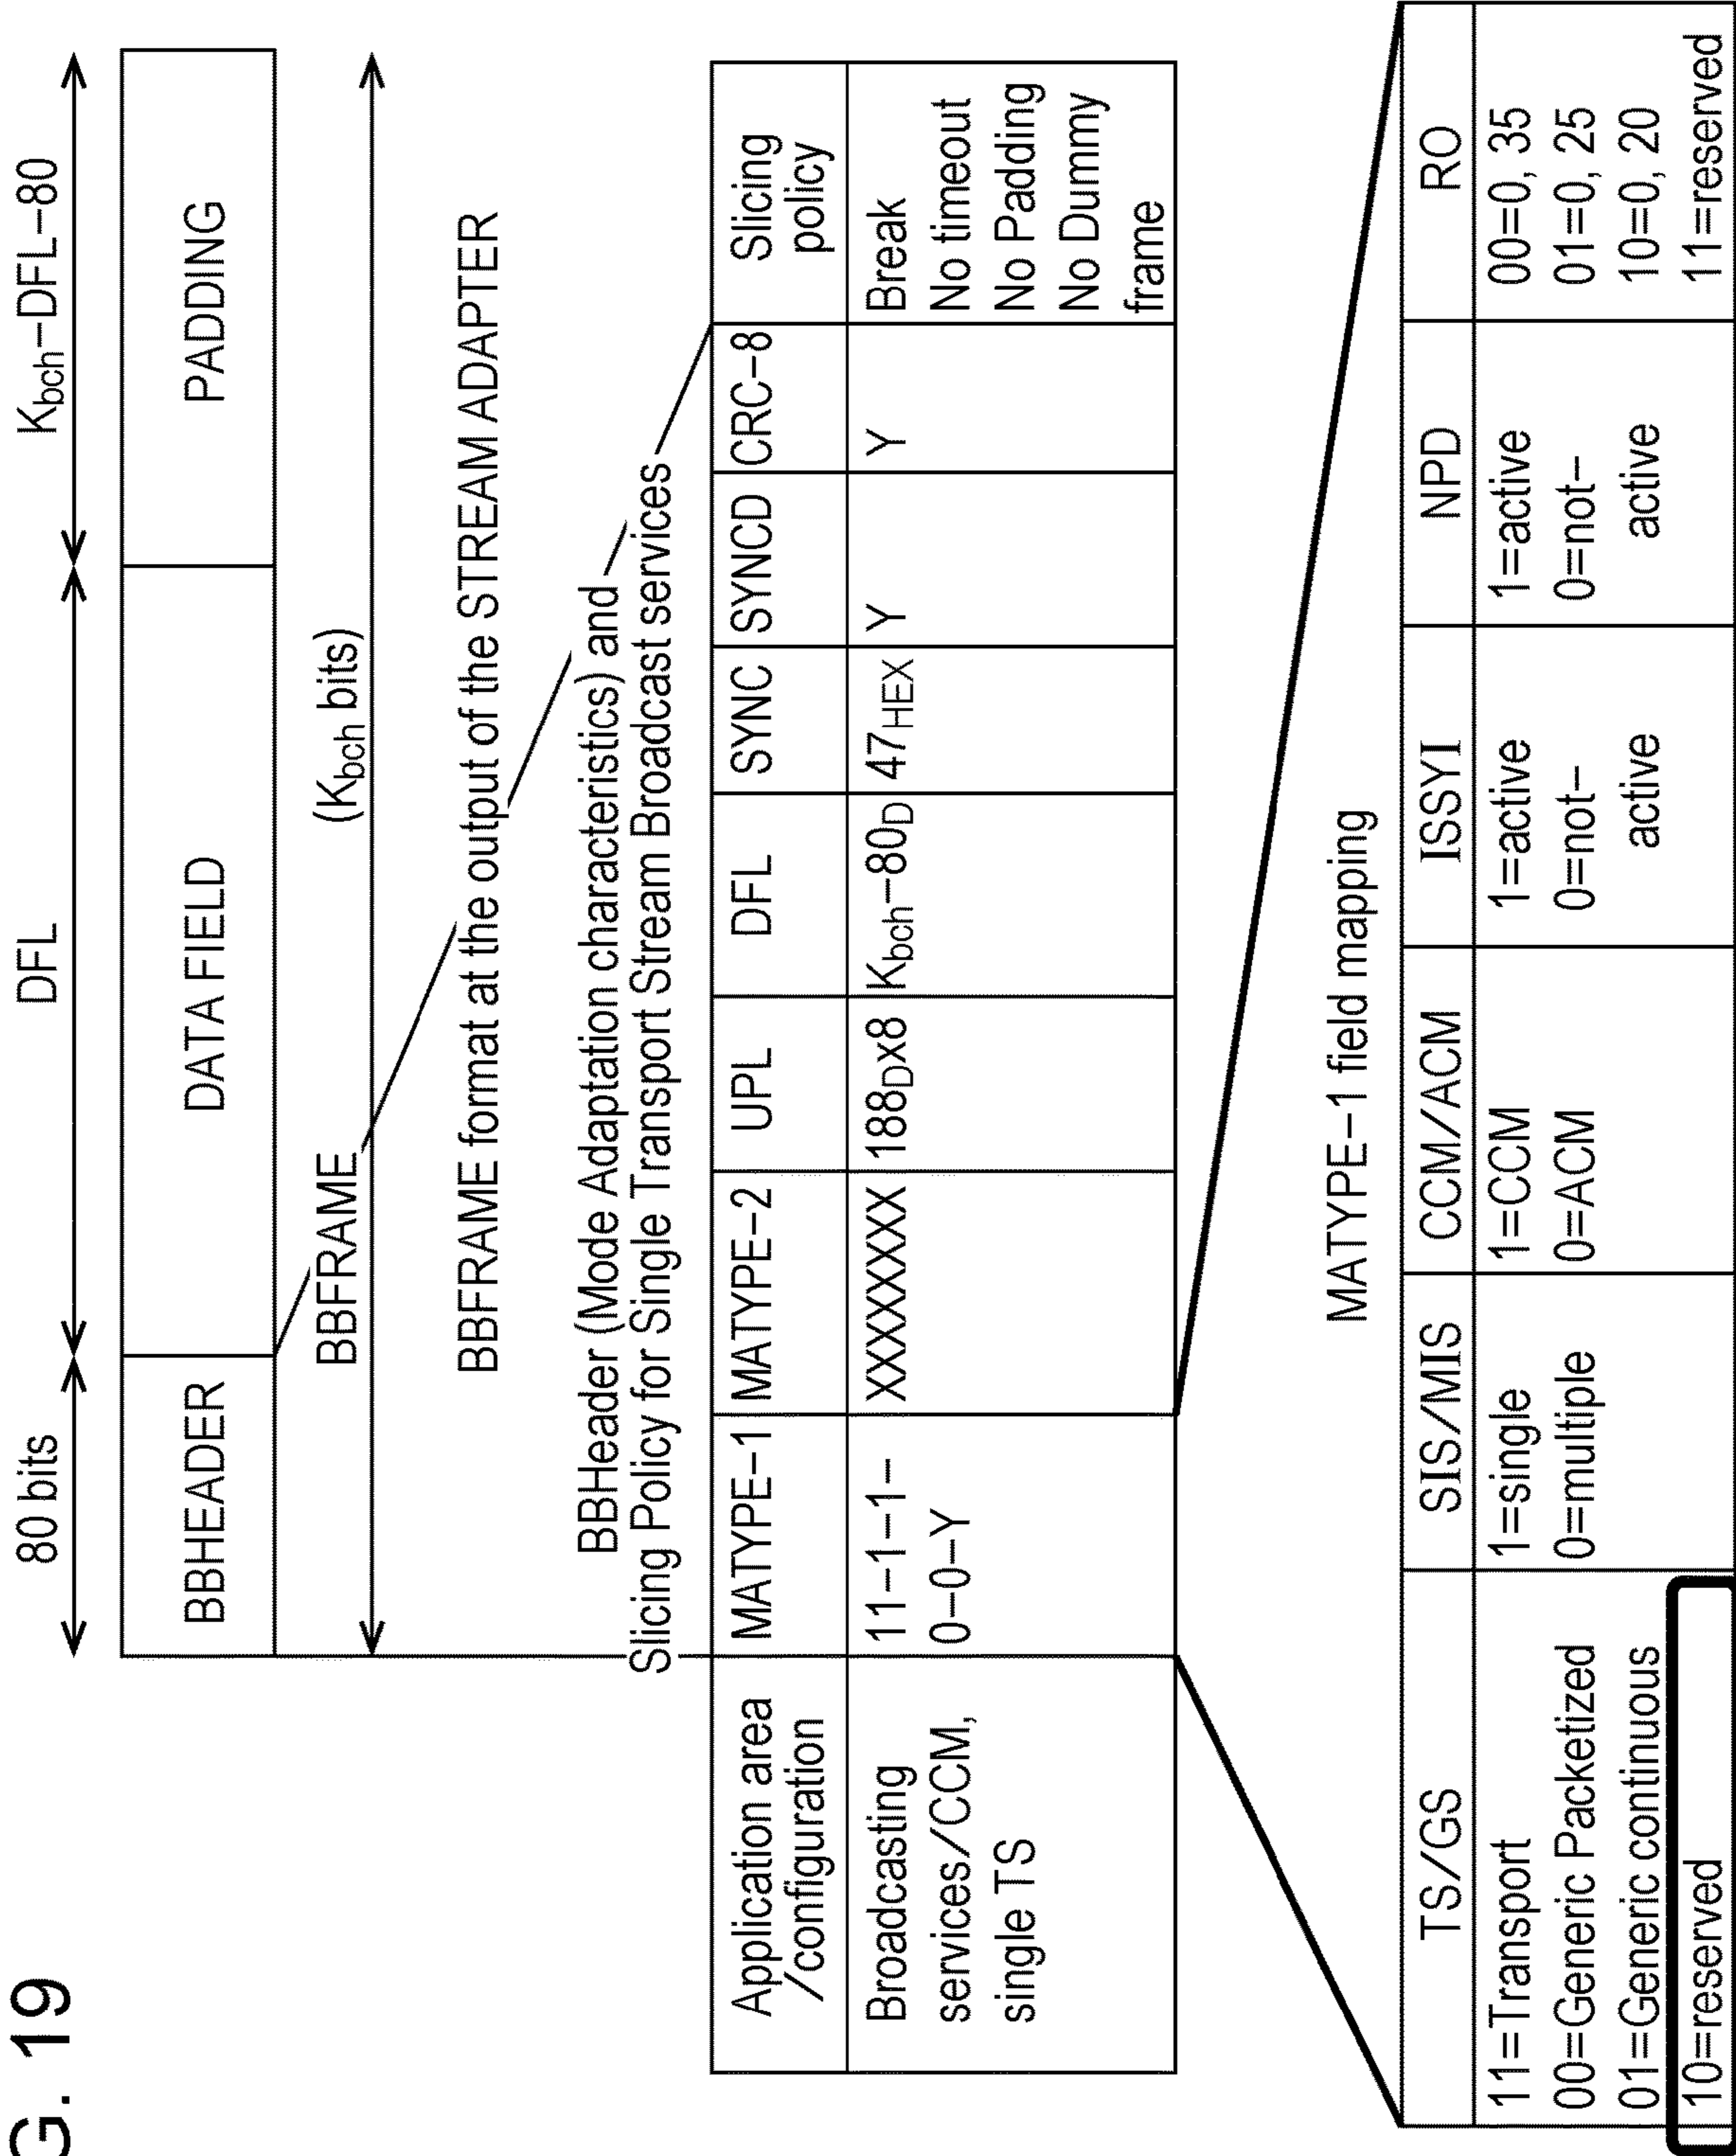 G. 19
80 bits
DFL
Kbch-DFL-80
BBHEADER
DATA FIELD
PADDING
BBFRAME
(Kbch bits)
BBFRAME format at the output of the STREAM ADAPTER
BBHeader (Mode Adaptation characteristics) and
Slicing Policy for Single Transport Stream Broadcast services
Application area
/configuration
MATYPE-1
MATYPE-2
UPL
DFL
SYNC
SYNCD
CRC-8
Slicing
policy
Broadcasting
services/CCM,
single TS
11-1-1-
0-0-Y
XXXXXXXX
188Dx8
Kbch-80D
47HEX
Y
Y
Break
No timeout
No Padding
No Dummy
frame
MATYPE-1 field mapping
TS/GS
SIS/MIS
CCM/ACM
ISSYI
NPD
RO
11=Transport
00=Generic Packetized
01=Generic continuous
10=reserved
1=single
0=multiple
1=CCM
0=ACM
1=active
0=not-
active
1=active
0=not-
active
00=0, 35
01=0, 25
10=0, 20
11=reserved